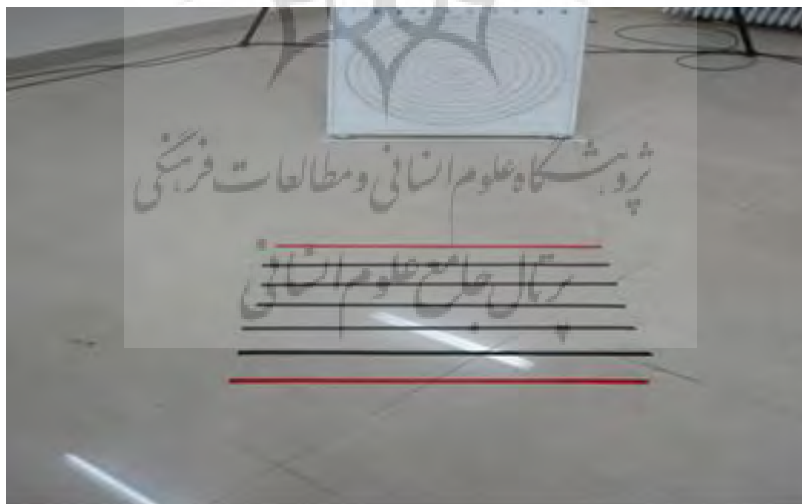 پژوهشگاه علوم انسانی و مطالعات فرهنگی
پرتال جامع علوم انسانی